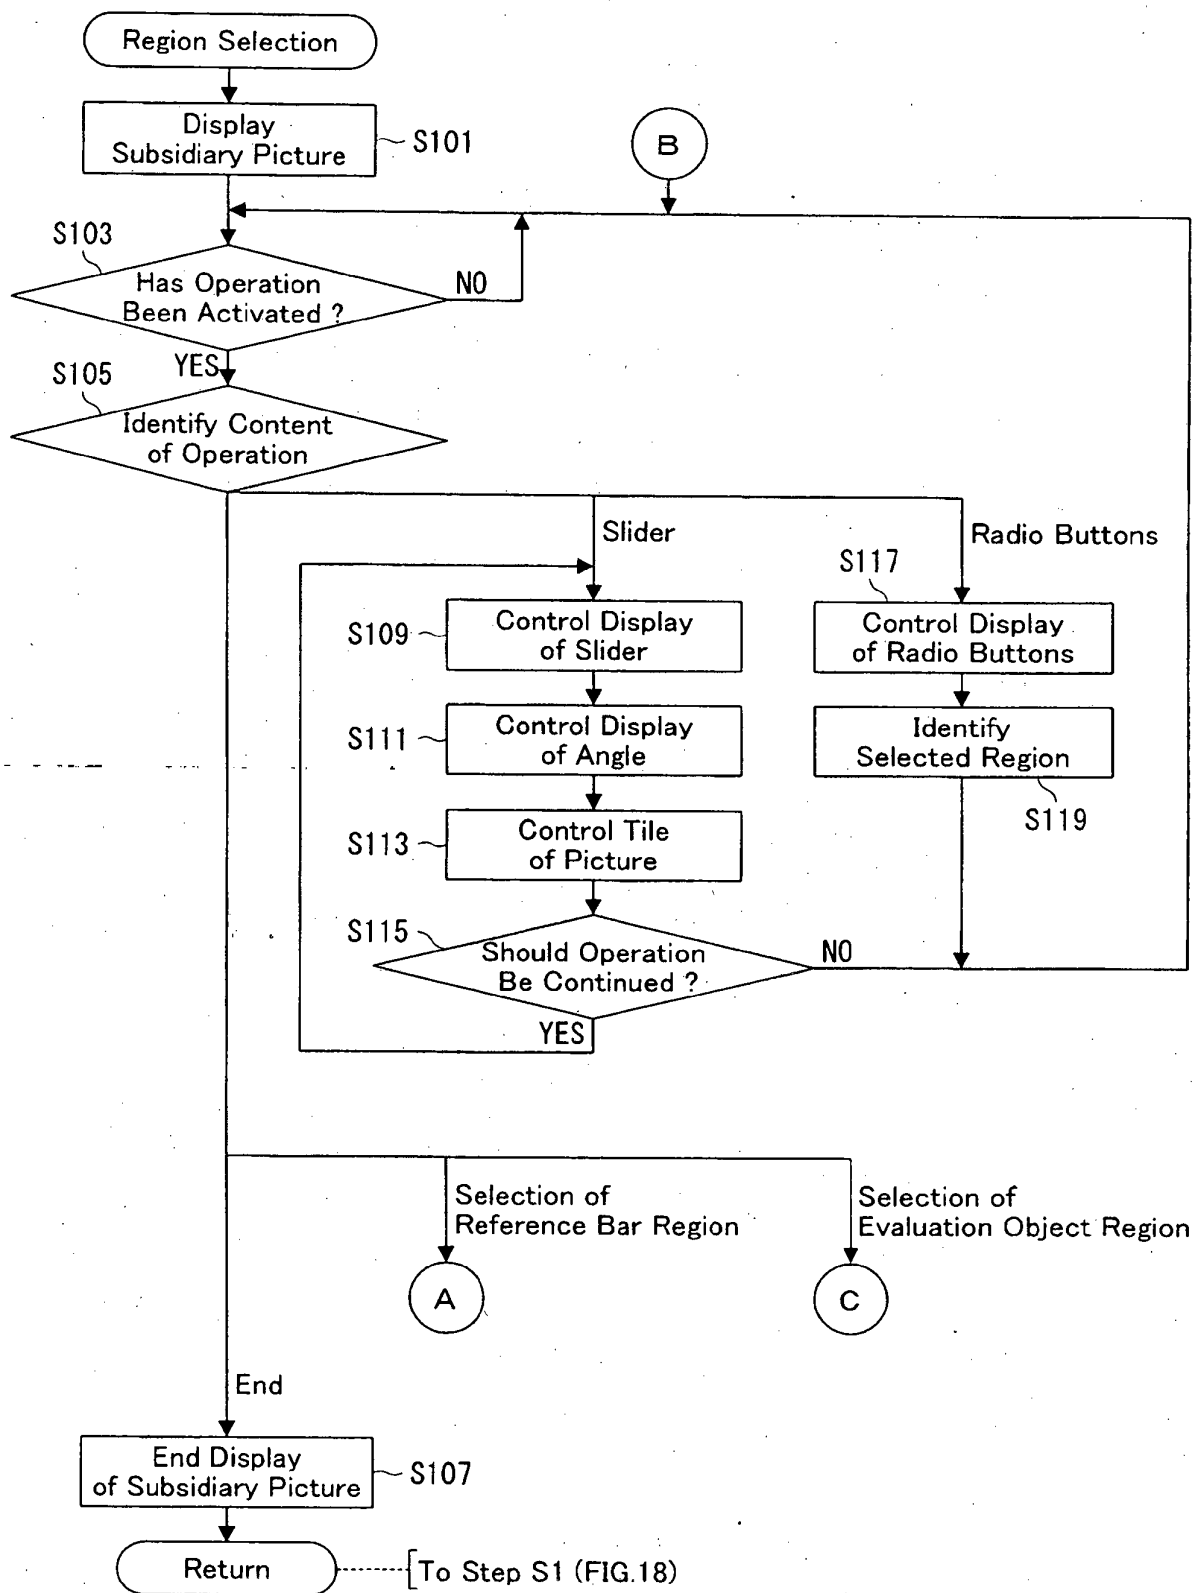 Region Selection
Display
Subsidiary Picture
S101
B
S103
Has Operation
Been Activated ?
NO
YES
S105
Identify Content
of Operation
Slider
Radio Buttons
S109
Control Display
of Slider
S117
Control Display
of Radio Buttons
S111
Control Display
of Angle
Identify
Selected Region
S119
S113
Control Tile
of Picture
S115
Should Operation
Be Continued ?
NO
YES
Selection of
Reference Bar Region
Selection of
Evaluation Object Region
A
C
End
End Display
of Subsidiary Picture
S107
Return
To Step S1 (FIG.18)